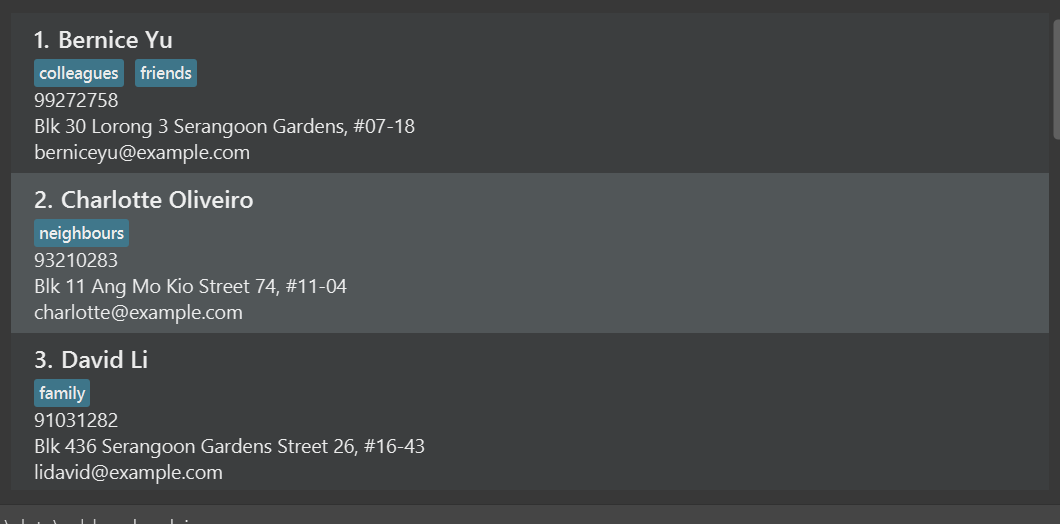 1. Bernice Yu
colleagues friends
99272758
Blk 30 Lorong 3 Serangoon Gardens, #07-18
berniceyu@example.com
2. Charlotte Oliveiro
neighbours
93210283
Blk 11 Ang Mo Kio Street 74, #11-04
charlotte@example.com
3. David Li
family
91031282
Blk 436 Serangoon Gardens Street 26, #16-43
lidavid@example.com